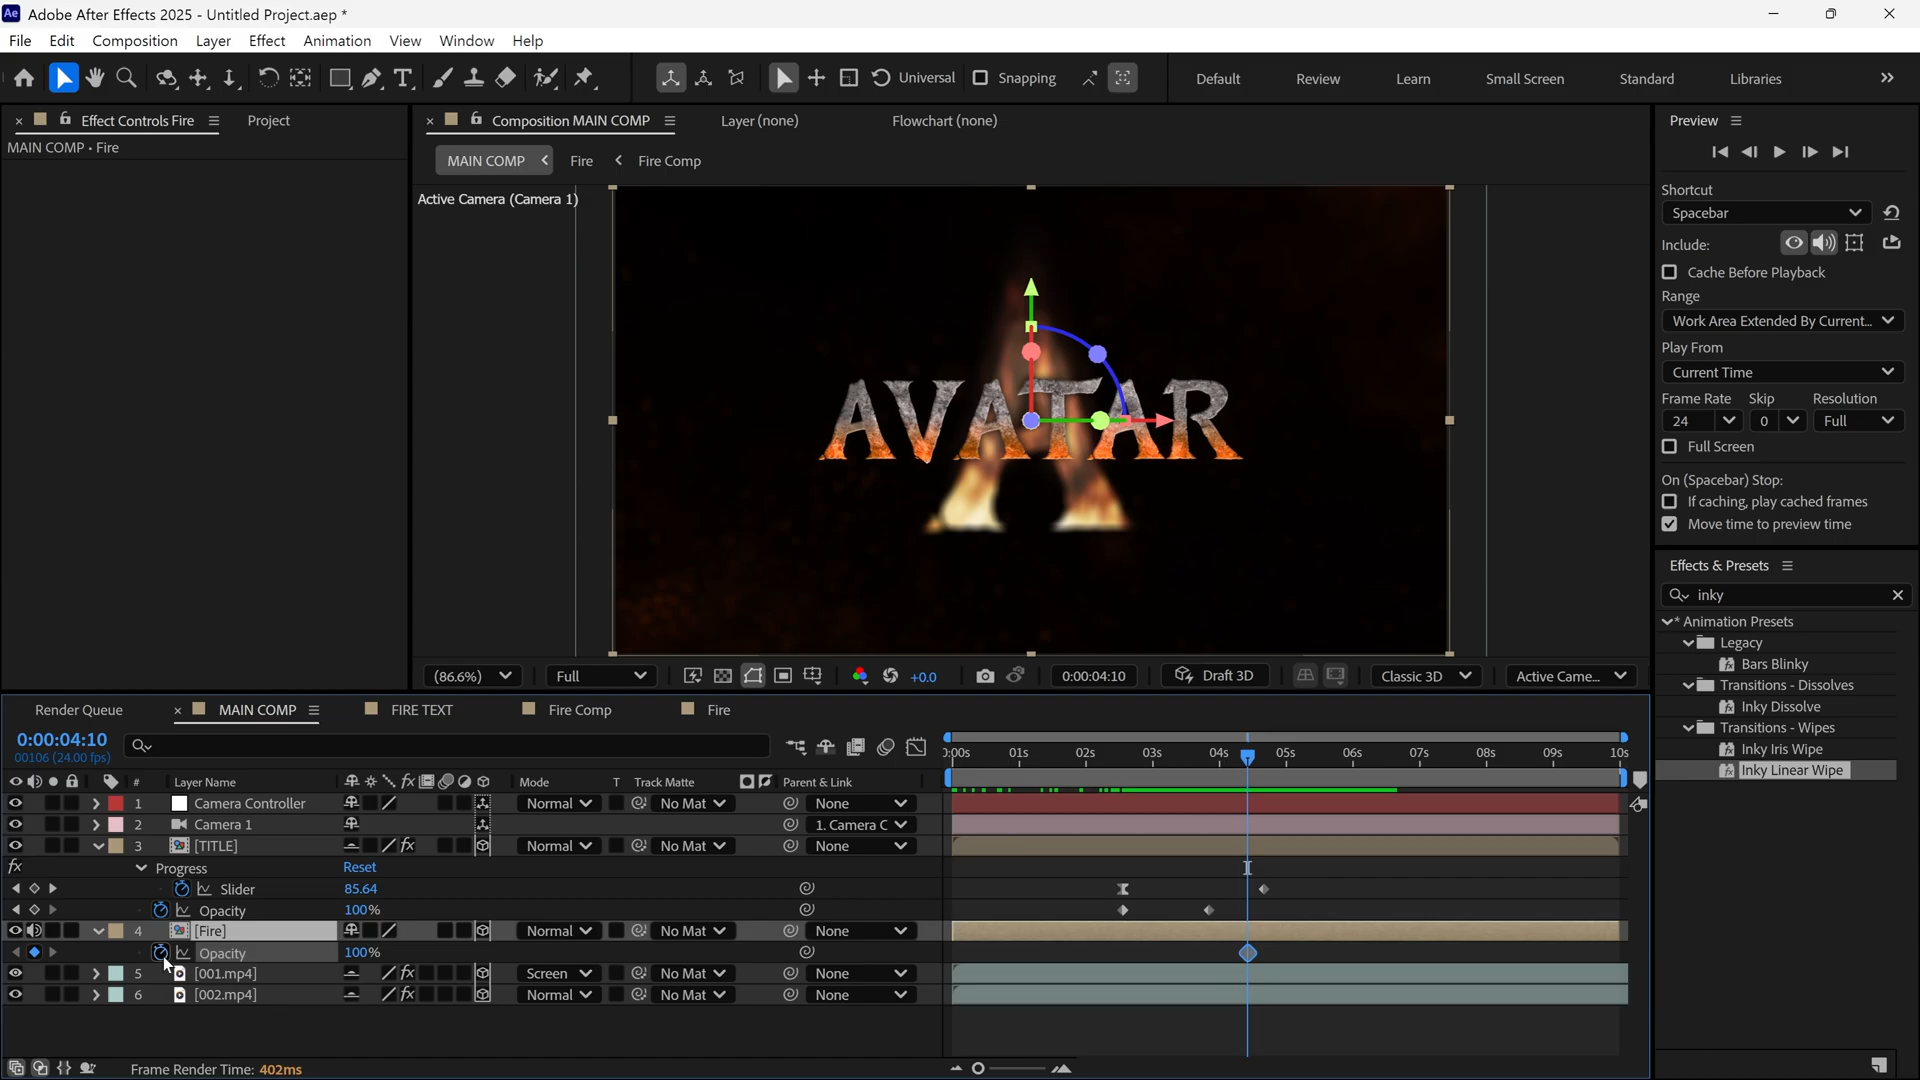 Ae Adobe After Effects 2025 - Untitled Project.aep *
File Edit Composition Layer Effect Animation View Window Help
Universal Snapping Default Review Learn Small Screen Standard Libraries
Effect Controls Fire Project
MAIN COMP • Fire
Composition MAIN COMP Layer (none) Flowchart (none)
MAIN COMP Fire Fire Comp
Active Camera (Camera 1)
AVATAR
(86.6%) Full +0.0 0:00:04:10 Draft 3D Classic 3D Active Came...
Preview
Shortcut
Spacebar
Include:
Cache Before Playback
Range
Work Area Extended By Current...
Play From
Current Time
Frame Rate Skip Resolution
24 0 Full
Full Screen
On (Spacebar) Stop:
If caching, play cached frames
Move time to preview time
Effects & Presets
inky
* Animation Presets
Legacy
Bars Blinky
Transitions - Dissolves
Inky Dissolve
Transitions - Wipes
Inky Iris Wipe
Inky Linear Wipe
Render Queue MAIN COMP FIRE TEXT Fire Comp Fire
0:00:04:10
00106 (24.00 fps)
0:00s 01s 02s 03s 04s 05s 06s 07s 08s 09s 10s
# Layer Name fx Mode T Track Matte Parent & Link
1 Camera Controller Normal No Mat None
2 Camera 1 1. Camera C
3 [TITLE] fx Normal No Mat None
fx Progress Reset
Slider 85.64
Opacity 100%
4 [Fire] Normal No Mat None
Opacity 100%
5 [001.mp4] fx Screen No Mat None
6 [002.mp4] fx Normal No Mat None
Frame Render Time: 402ms